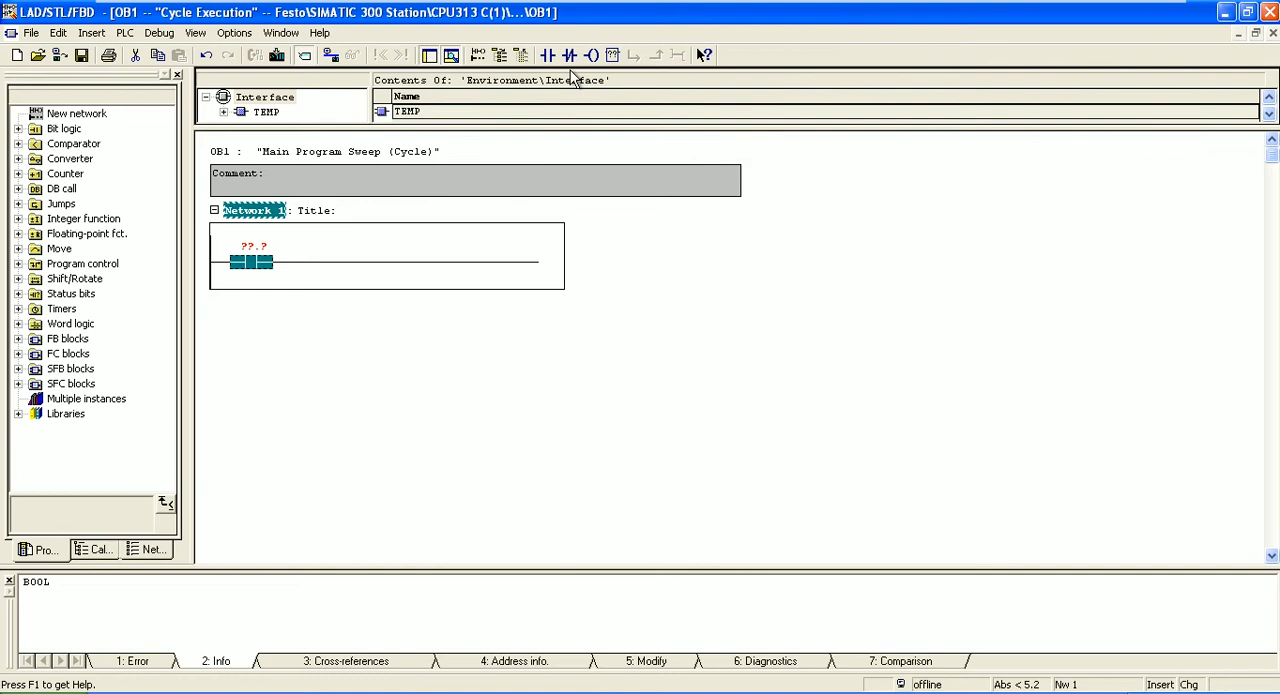 LAD/STL/FBD - [OB1 -- "Cycle Execution" -- Festo\SIMATIC 300 Station\CPU313 C(1)\...\OB1]
File Edit Insert PLC Debug View Options Window Help
Contents Of: 'Environment\Interface'
Interface
TEMP
Name
TEMP
New network
Bit logic
Comparator
Converter
Counter
DB call
Jumps
Integer function
Floating-point fct.
Move
Program control
Shift/Rotate
Status bits
Timers
Word logic
FB blocks
FC blocks
SFB blocks
SFC blocks
Multiple instances
Libraries
Pro... Cal... Net...
OB1 : "Main Program Sweep (Cycle)"
Comment:
Network 1: Title:
??.?
BOOL
1: Error 2: Info 3: Cross-references 4: Address info. 5: Modify 6: Diagnostics 7: Comparison
Press F1 to get Help. offline Abs < 5.2 Nw 1 Insert Chg